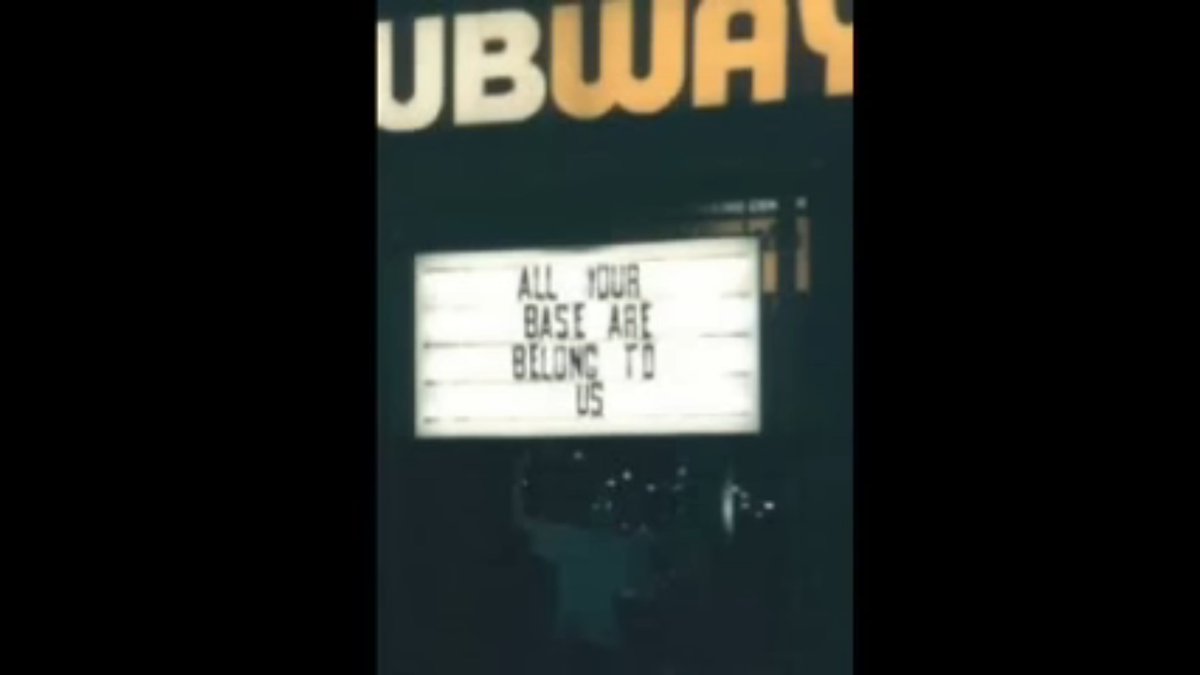 UBWAY
ALL YOUR
BASE ARE
BELONG TO
US